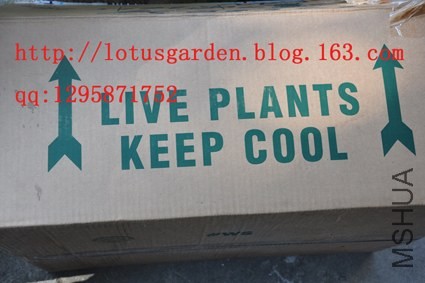 http://lotusgarden.blog.163.com
qq:1295871752
LIVE PLANTS
KEEP COOL
MSHUA